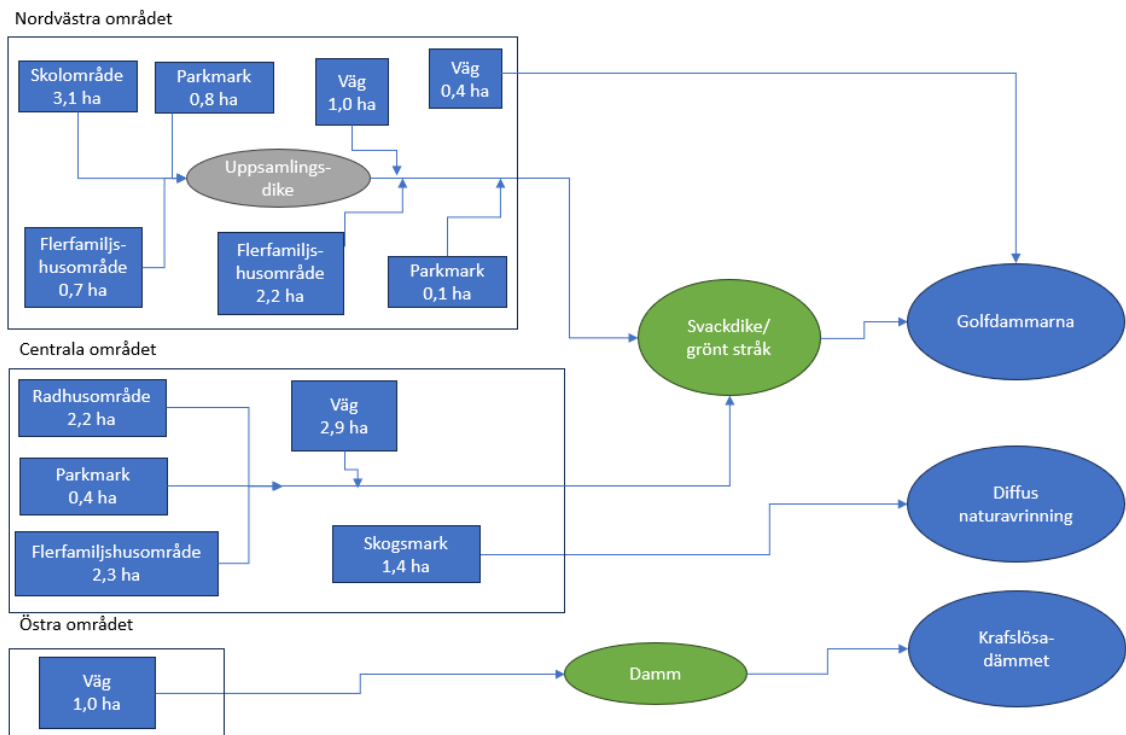 Nordvästra området
Skolområde
3,1 ha
Parkmark
0,8 ha
Väg
1,0 ha
Väg
0,4 ha
Uppsamlings-
dike
Flerfamiljs-
husområde
0,7 ha
Flerfamiljs-
husområde
2,2 ha
Parkmark
0,1 ha
Svackdike/
grönt stråk
Golfdammarna
Centrala området
Radhusområde
2,2 ha
Väg
2,9 ha
Parkmark
0,4 ha
Flerfamiljshusområde
2,3 ha
Skogsmark
1,4 ha
Diffus
naturavrinning
Östra området
Väg
1,0 ha
Damm
Krafslösa-
dämmet